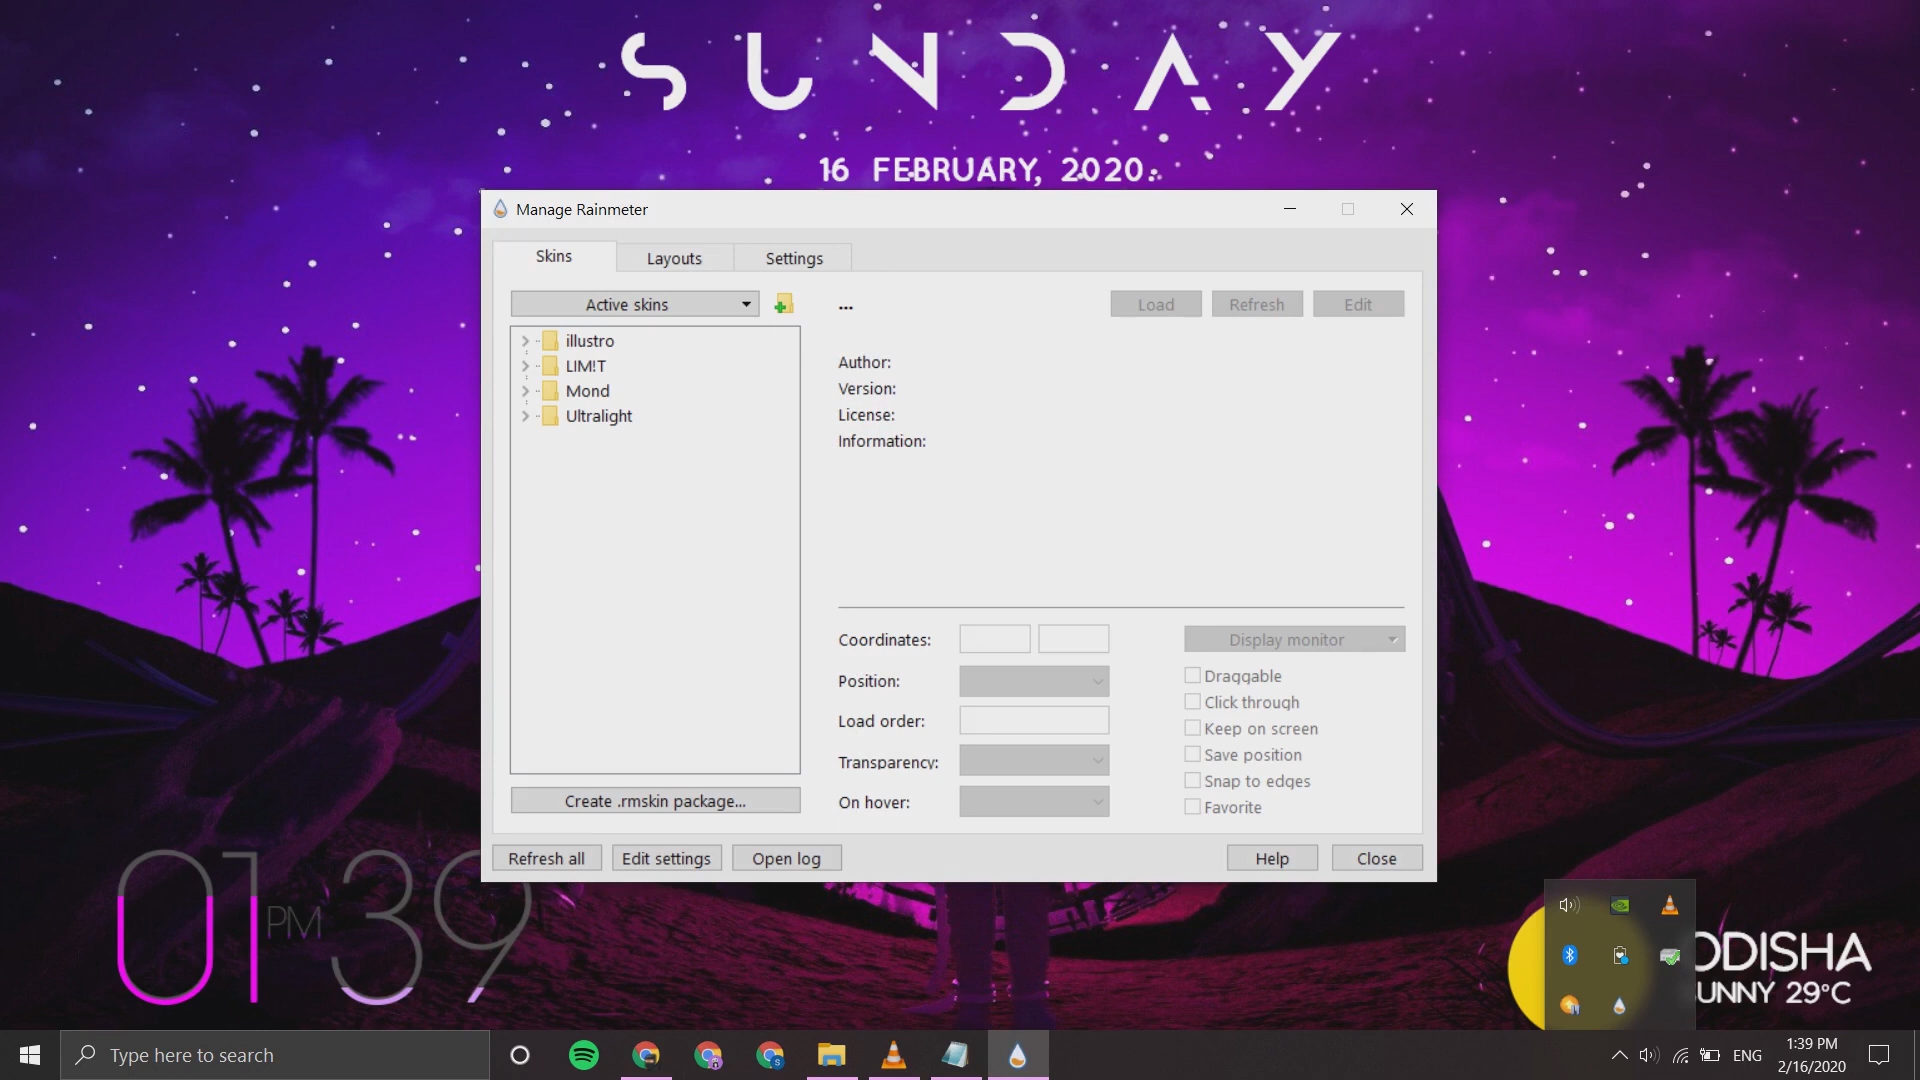 SUNDAY
16 FEBRUARY, 2020.
Manage Rainmeter
Skins
Layouts
Settings
Active skins
...
Load
Refresh
Edit
illustro
LIM!T
Mond
Ultralight
Author:
Version:
License:
Information:
Coordinates:
Display monitor
Position:
Load order:
Transparency:
On hover:
Draggable
Click through
Keep on screen
Save position
Snap to edges
Favorite
Create .rmskin package...
Refresh all
Edit settings
Open log
Help
Close
01 PM 39
ODISHA
SUNNY 29°C
Type here to search
ENG
1:39 PM
2/16/2020